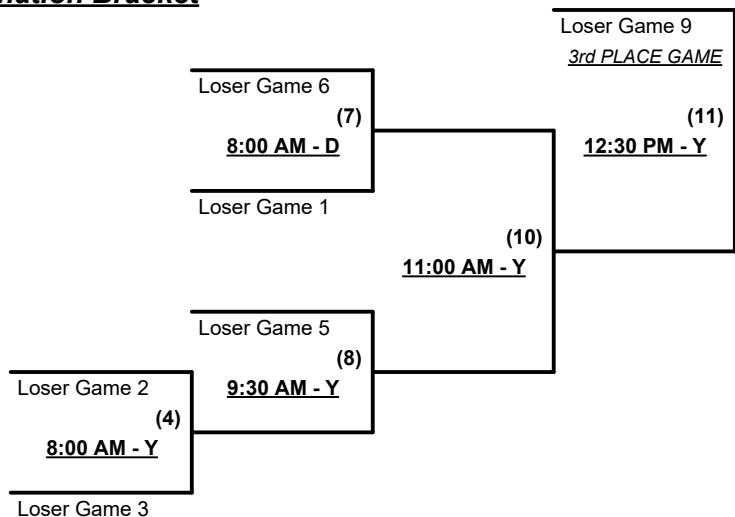 Bracket
Loser Game 9
3rd PLACE GAME
Loser Game 6
(7)
(11)
8:00 AM - D
12:30 PM - Y
Loser Game 1
(10)
11:00 AM - Y
Loser Game 5
(8)
Loser Game 2
9:30 AM - Y
(4)
8:00 AM - Y
Loser Game 3